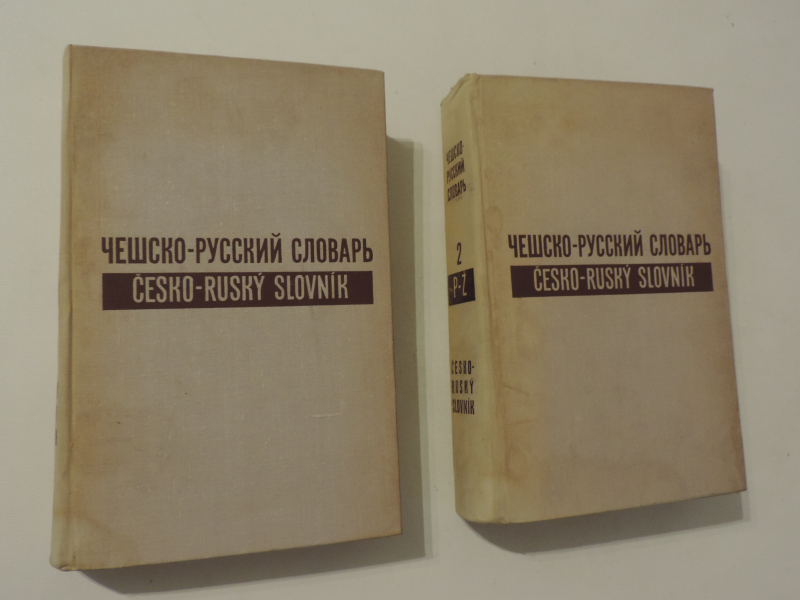 ЧЕШСКО-РУССКИЙ СЛОВАРЬ
ČESKO-RUSKÝ SLOVNÍK
ЧЕШСКО-
РУССКИЙ
СЛОВАРЬ
2
P-Z
ČESKO-
RUSKÝ
SLOVNÍK
ЧЕШСКО-РУССКИЙ СЛОВАРЬ
ČESKO-RUSKÝ SLOVNÍK